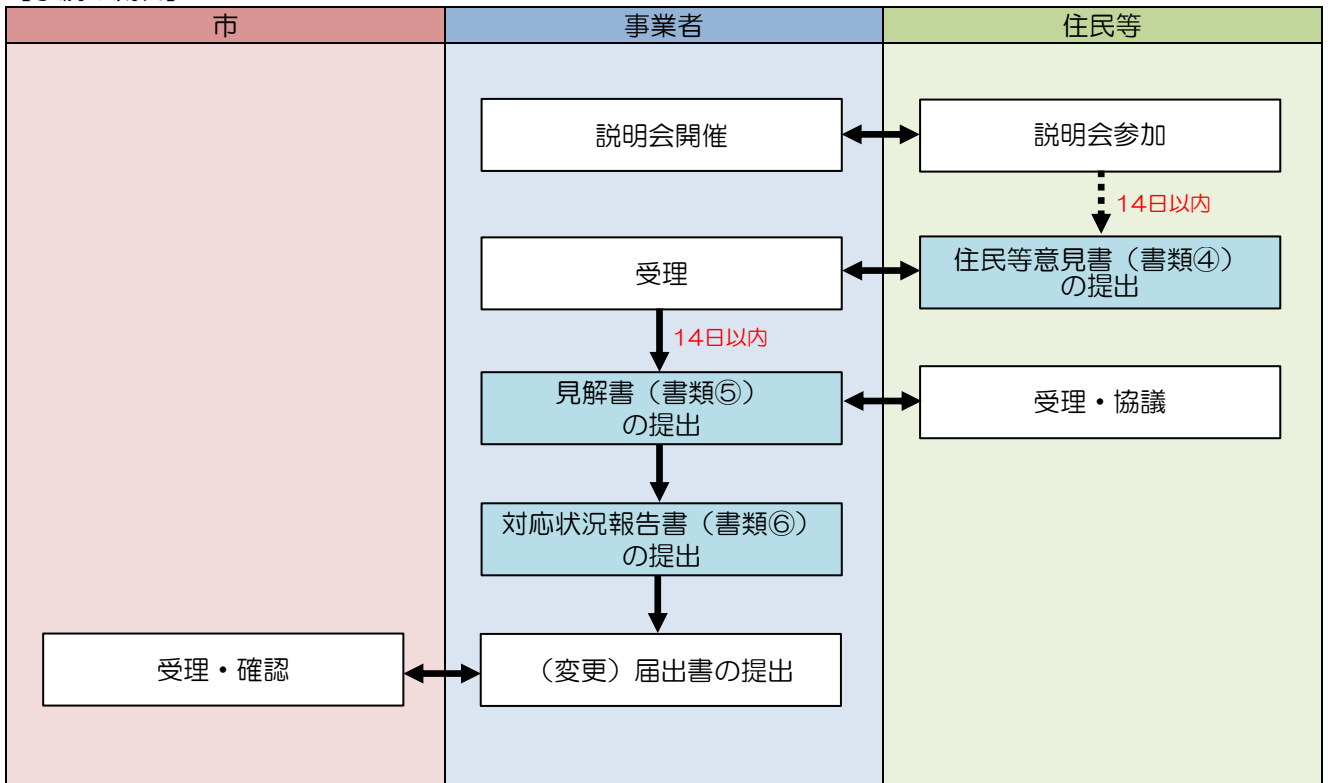 市
事業者
住民等
説明会開催
説明会参加
14日以内
受理
住民等意見書（書類④）
の提出
14日以内
見解書（書類⑤）
の提出
受理・協議
対応状況報告書（書類⑥）
の提出
受理・確認
（変更）届出書の提出